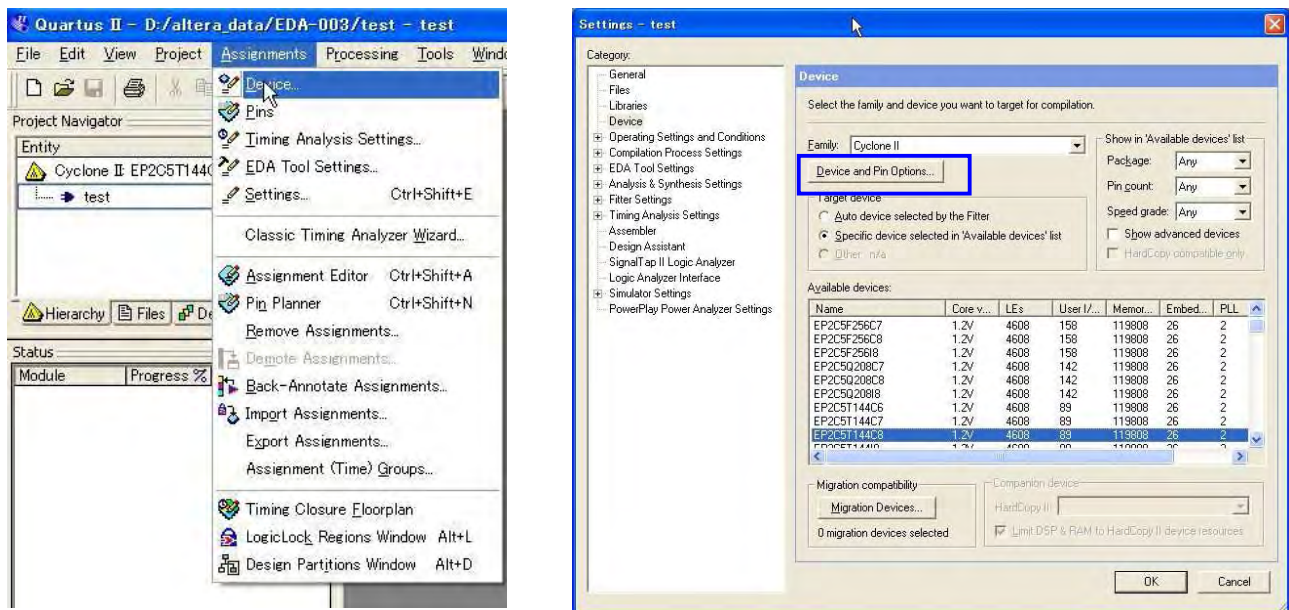 Quartus II - D:/altera_data/EDA-003/test - test
File Edit View Project Assignments Processing Tools
Project Navigator
Entity
Cyclone II: EP2C5T144C
test
Hierarchy Files
Status
Module Progress %
Device...
Pins
Timing Analysis Settings...
EDA Tool Settings...
Settings... Ctrl+Shift+E
Classic Timing Analyzer Wizard...
Assignment Editor Ctrl+Shift+A
Pin Planner Ctrl+Shift+N
Remove Assignments...
Demote Assignments...
Back-Annotate Assignments...
Import Assignments...
Export Assignments...
Assignment (Time) Groups...
Timing Closure Floorplan
LogicLock Regions Window Alt+L
Design Partitions Window Alt+D
Settings - test
Category:
General
Files
Libraries
Device
Operating Settings and Conditions
Compilation Process Settings
EDA Tool Settings
Analysis & Synthesis Settings
Fitter Settings
Timing Analysis Settings
Assembler
Design Assistant
SignalTap II Logic Analyzer
Logic Analyzer Interface
Simulator Settings
PowerPlay Power Analyzer Settings
Device
Select the family and device you want to target for compilation.
Family: Cyclone II
Device and Pin Options...
Target device
Auto device selected by the Fitter
Specific device selected in 'Available devices' list
Other: n/a
Show in 'Available devices' list
Package: Any
Pin count: Any
Speed grade: Any
Show advanced devices
HardCopy compatible only
Available devices:
Name Core v... LEs User I/... Memor... Embed... PLL
EP2C5F256C7 1.2V 4608 158 119808 26 2
EP2C5F256C8 1.2V 4608 158 119808 26 2
EP2C5F256I8 1.2V 4608 158 119808 26 2
EP2C5Q208C7 1.2V 4608 142 119808 26 2
EP2C5Q208C8 1.2V 4608 142 119808 26 2
EP2C5Q208I8 1.2V 4608 142 119808 26 2
EP2C5T144C6 1.2V 4608 89 119808 26 2
EP2C5T144C7 1.2V 4608 89 119808 26 2
EP2C5T144C8 1.2V 4608 89 119808 26 2
Migration compatibility
Migration Devices...
0 migration devices selected
Companion device
HardCopy II:
Limit DSP & RAM to HardCopy II device resources
OK Cancel